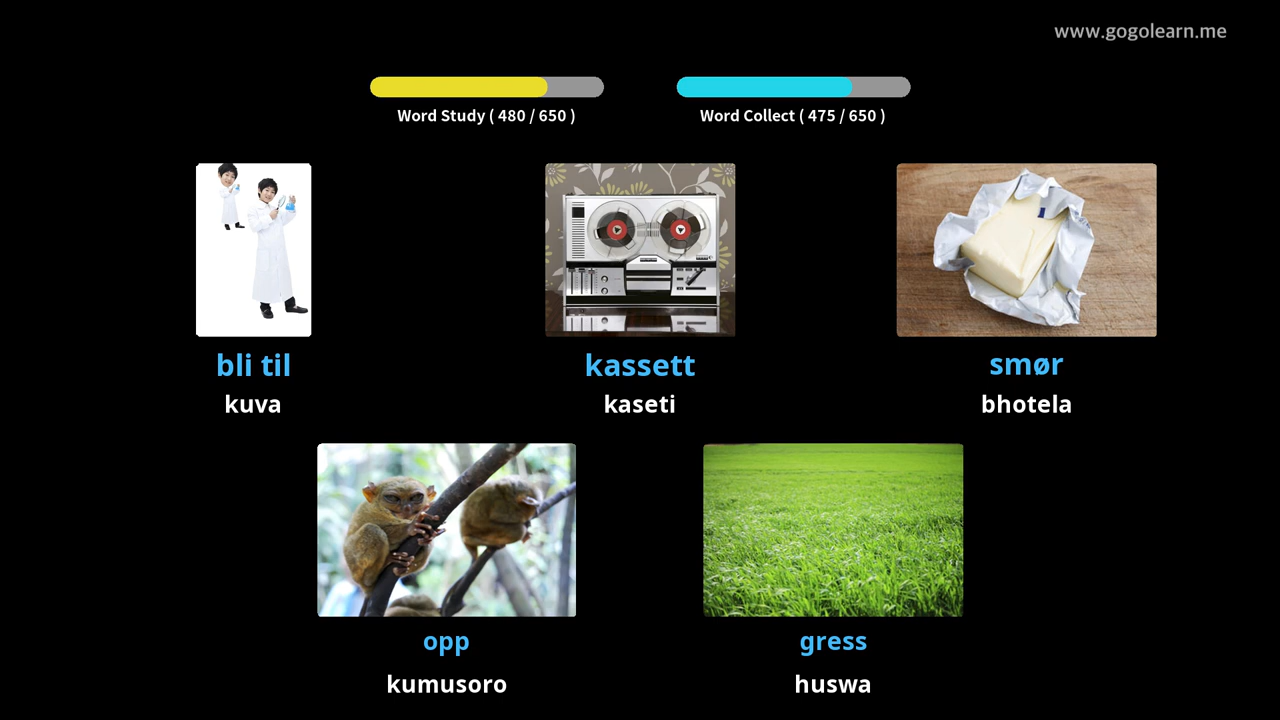 www.gogolearn.me
Word Study ( 480 / 650 )
Word Collect ( 475 / 650 )
bli til
kuva
kassett
kaseti
smør
bhotela
opp
kumusoro
gress
huswa